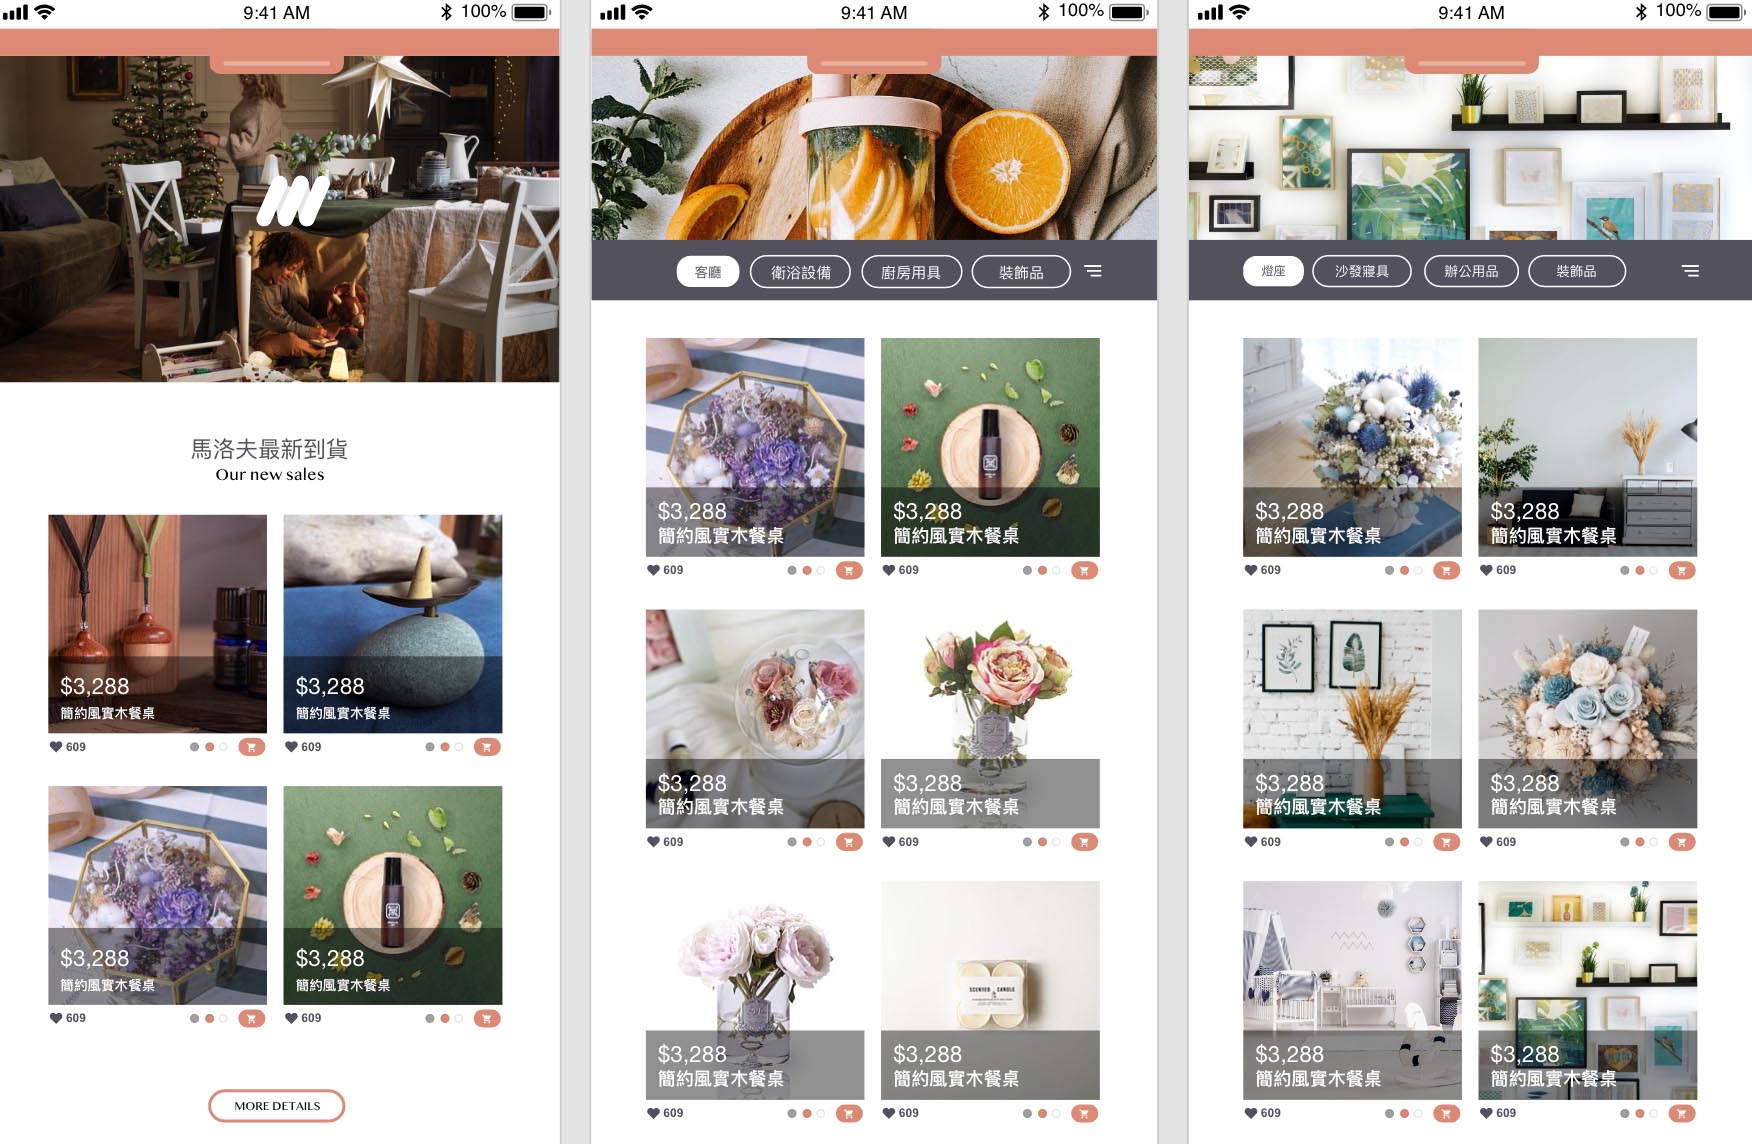 9:41 AM
100%
馬洛夫最新到貨
Our new sales
$3,288
簡約風實木餐桌
609
$3,288
簡約風實木餐桌
609
$3,288
簡約風實木餐桌
609
$3,288
簡約風實木餐桌
609
MORE DETAILS
9:41 AM
100%
客廳
衛浴設備
廚房用具
裝飾品
$3,288
簡約風實木餐桌
609
$3,288
簡約風實木餐桌
609
$3,288
簡約風實木餐桌
609
$3,288
簡約風實木餐桌
609
$3,288
簡約風實木餐桌
609
SCENTED CANDLE
$3,288
簡約風實木餐桌
609
9:41 AM
100%
燈座
沙發寢具
辦公用品
裝飾品
$3,288
簡約風實木餐桌
609
$3,288
簡約風實木餐桌
609
$3,288
簡約風實木餐桌
609
$3,288
簡約風實木餐桌
609
$3,288
簡約風實木餐桌
609
$3,288
簡約風實木餐桌
609